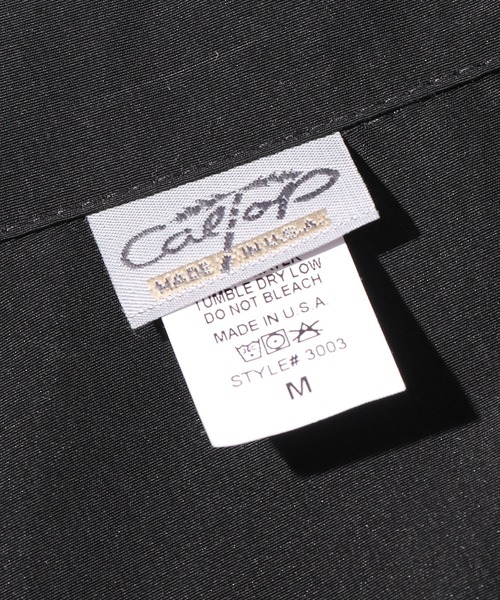 CalTop
MADE IN U.S.A.
TUMBLE DRY LOW
DO NOT BLEACH
MADE IN U.S.A
STYLE# 3003
M